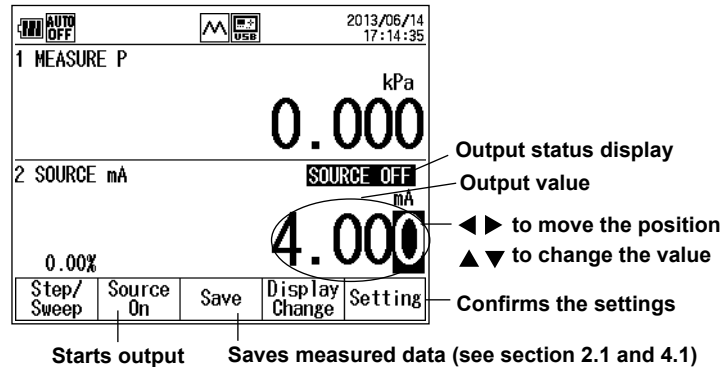 AUTO OFF
USB
2013/06/14
17:14:35
1 MEASURE P
kPa
0.000
Output status display
2 SOURCE mA
SOURCE OFF
Output value
mA
4.000
◀ ▶ to move the position
▲ ▼ to change the value
0.00%
Step/Sweep
Source On
Save
Display Change
Setting
Confirms the settings
Starts output
Saves measured data (see section 2.1 and 4.1)